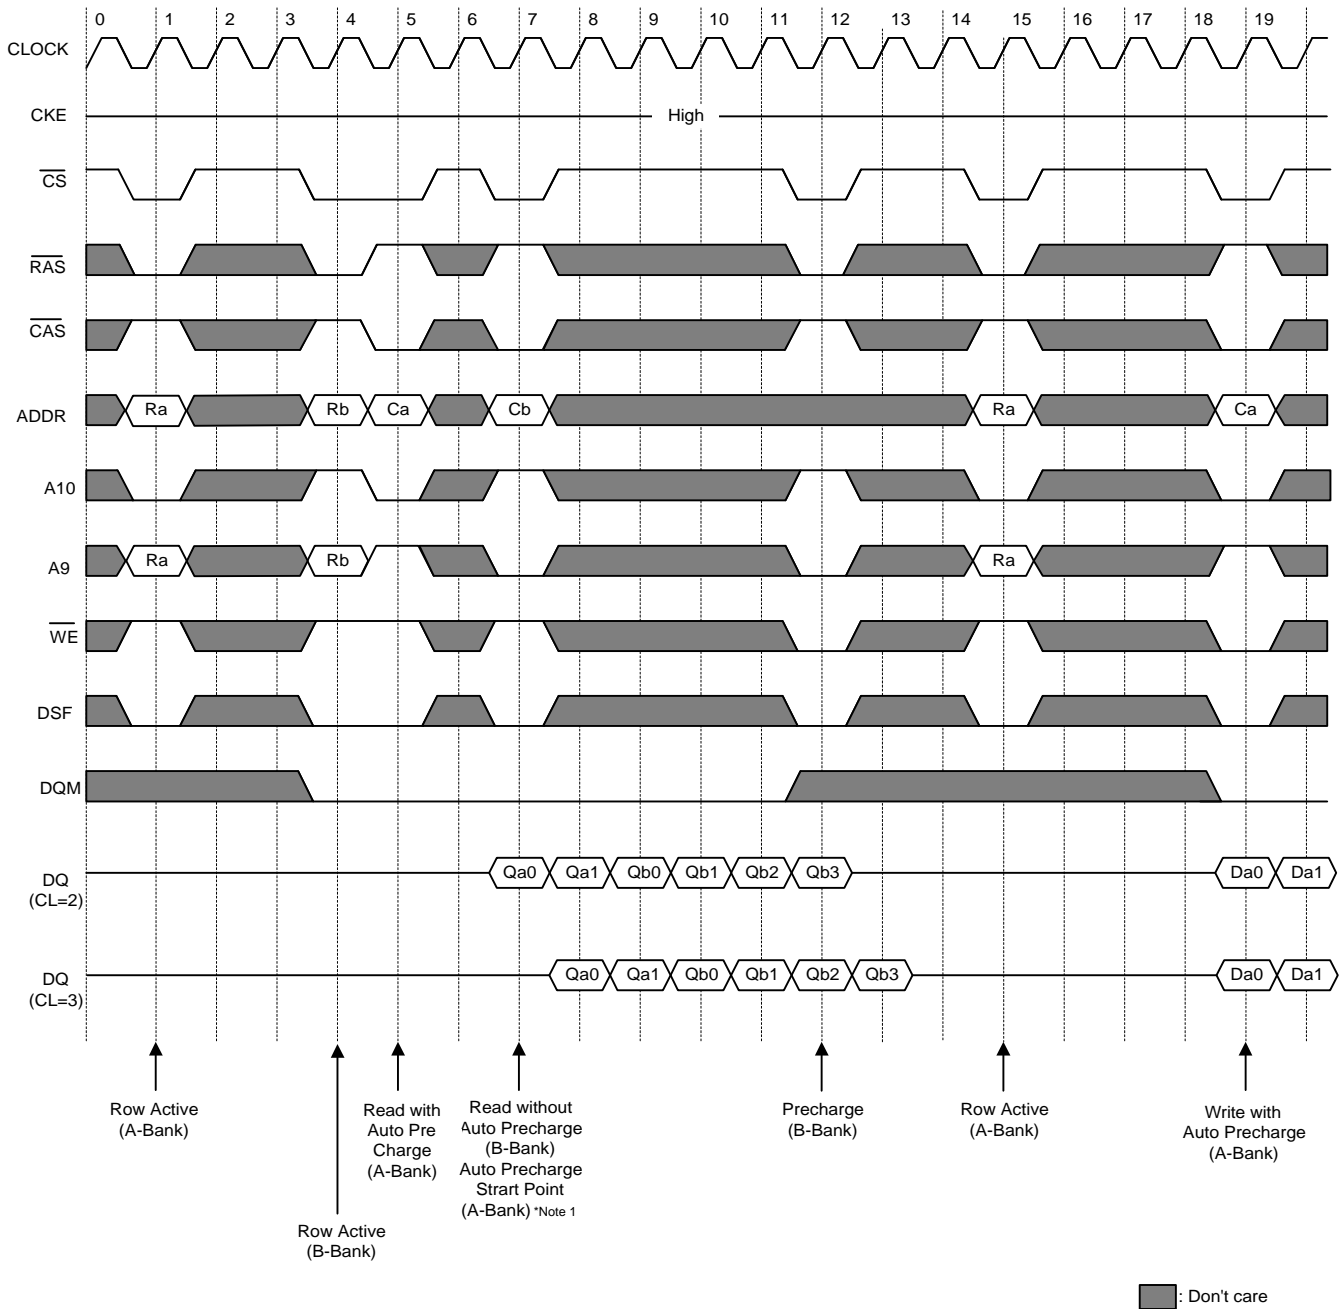 0 1 2 3 4 5 6 7 8 9 10 11 12 13 14 15 16 17 18 19
CLOCK
CKE High
CS
RAS
CAS
ADDR Ra Rb Ca Cb Ra Ca
A10
A9 Ra Rb Ra
WE
DSF
DQM
DQ
(CL=2)
Qa0 Qa1 Qb0 Qb1 Qb2 Qb3 Da0 Da1
DQ
(CL=3)
Qa0 Qa1 Qb0 Qb1 Qb2 Qb3 Da0 Da1
Row Active
(A-Bank)
Row Active
(B-Bank)
Read with
Auto Pre
Charge
(A-Bank)
Read without
Auto Precharge
(B-Bank)
Auto Precharge
Strart Point
(A-Bank) *Note 1
Precharge
(B-Bank)
Row Active
(A-Bank)
Write with
Auto Precharge
(A-Bank)
: Don't care